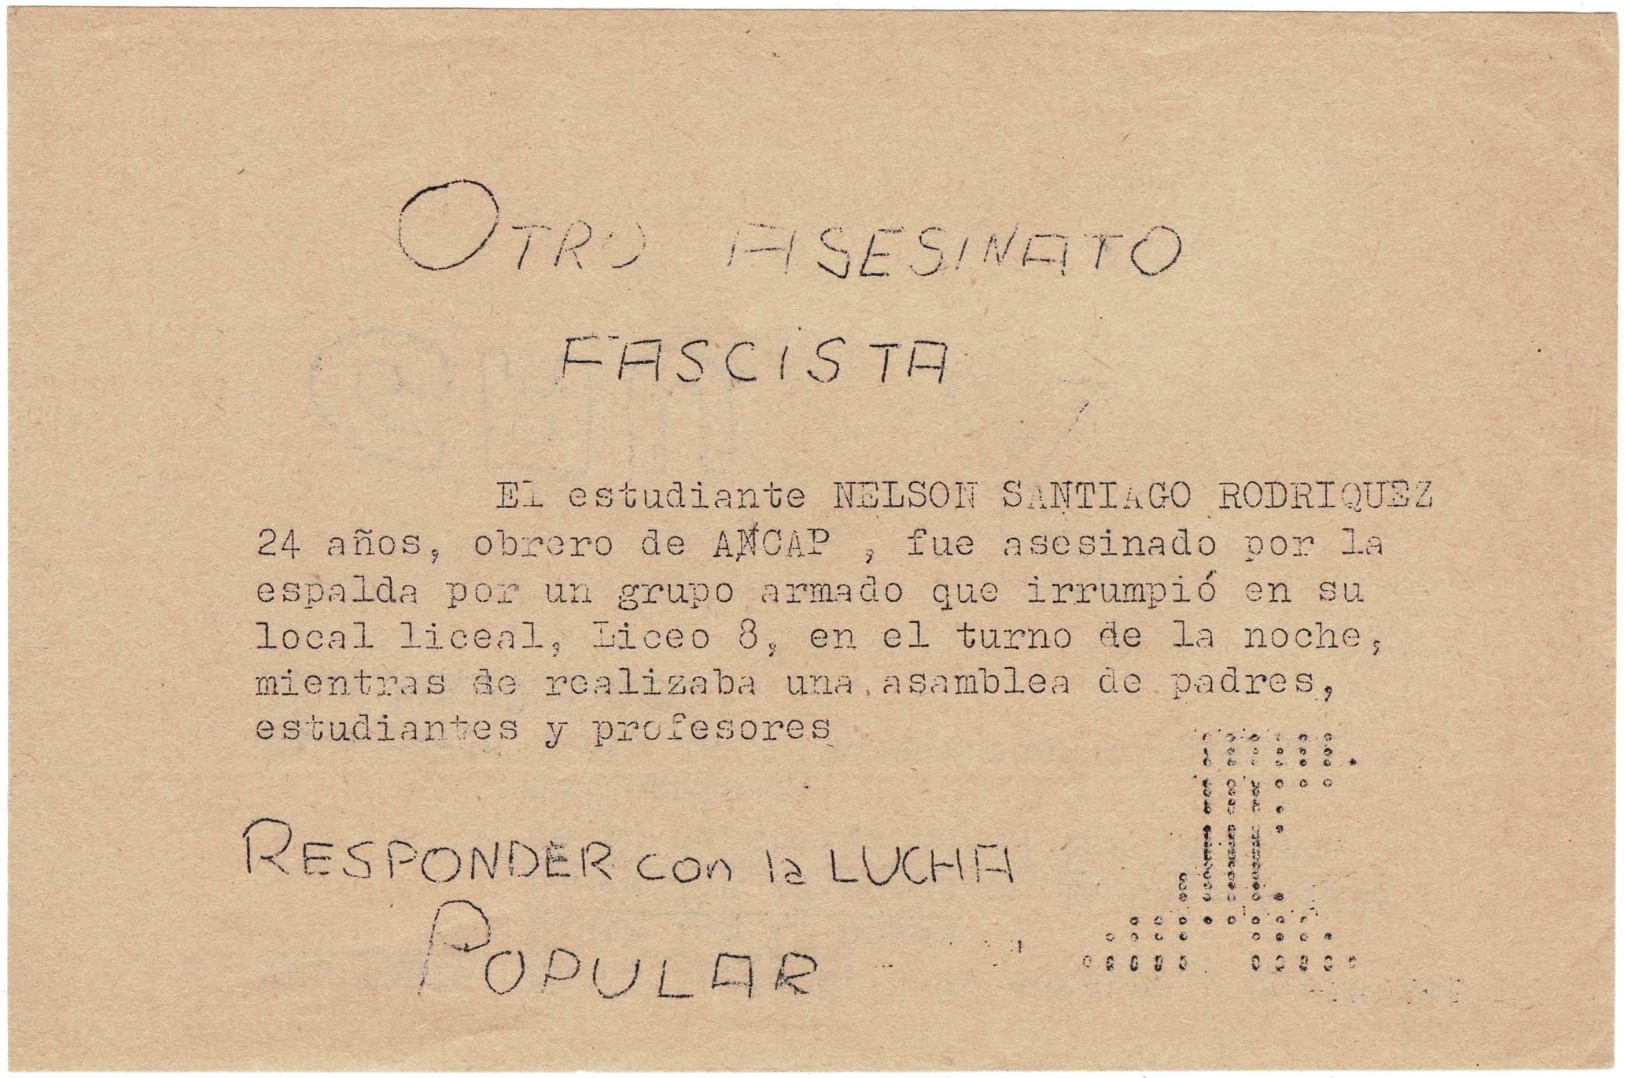 OTRO ASESINATO
FASCISTA
El estudiante NELSON SANTIAGO RODRIQUEZ
24 años, obrero de ANCAP , fue asesinado por la
espalda por un grupo armado que irrumpió en su
local liceal, Liceo 8, en el turno de la noche,
mientras se realizaba una asamblea de padres,
estudiantes y profesores
RESPONDER con la LUCHA
POPULAR